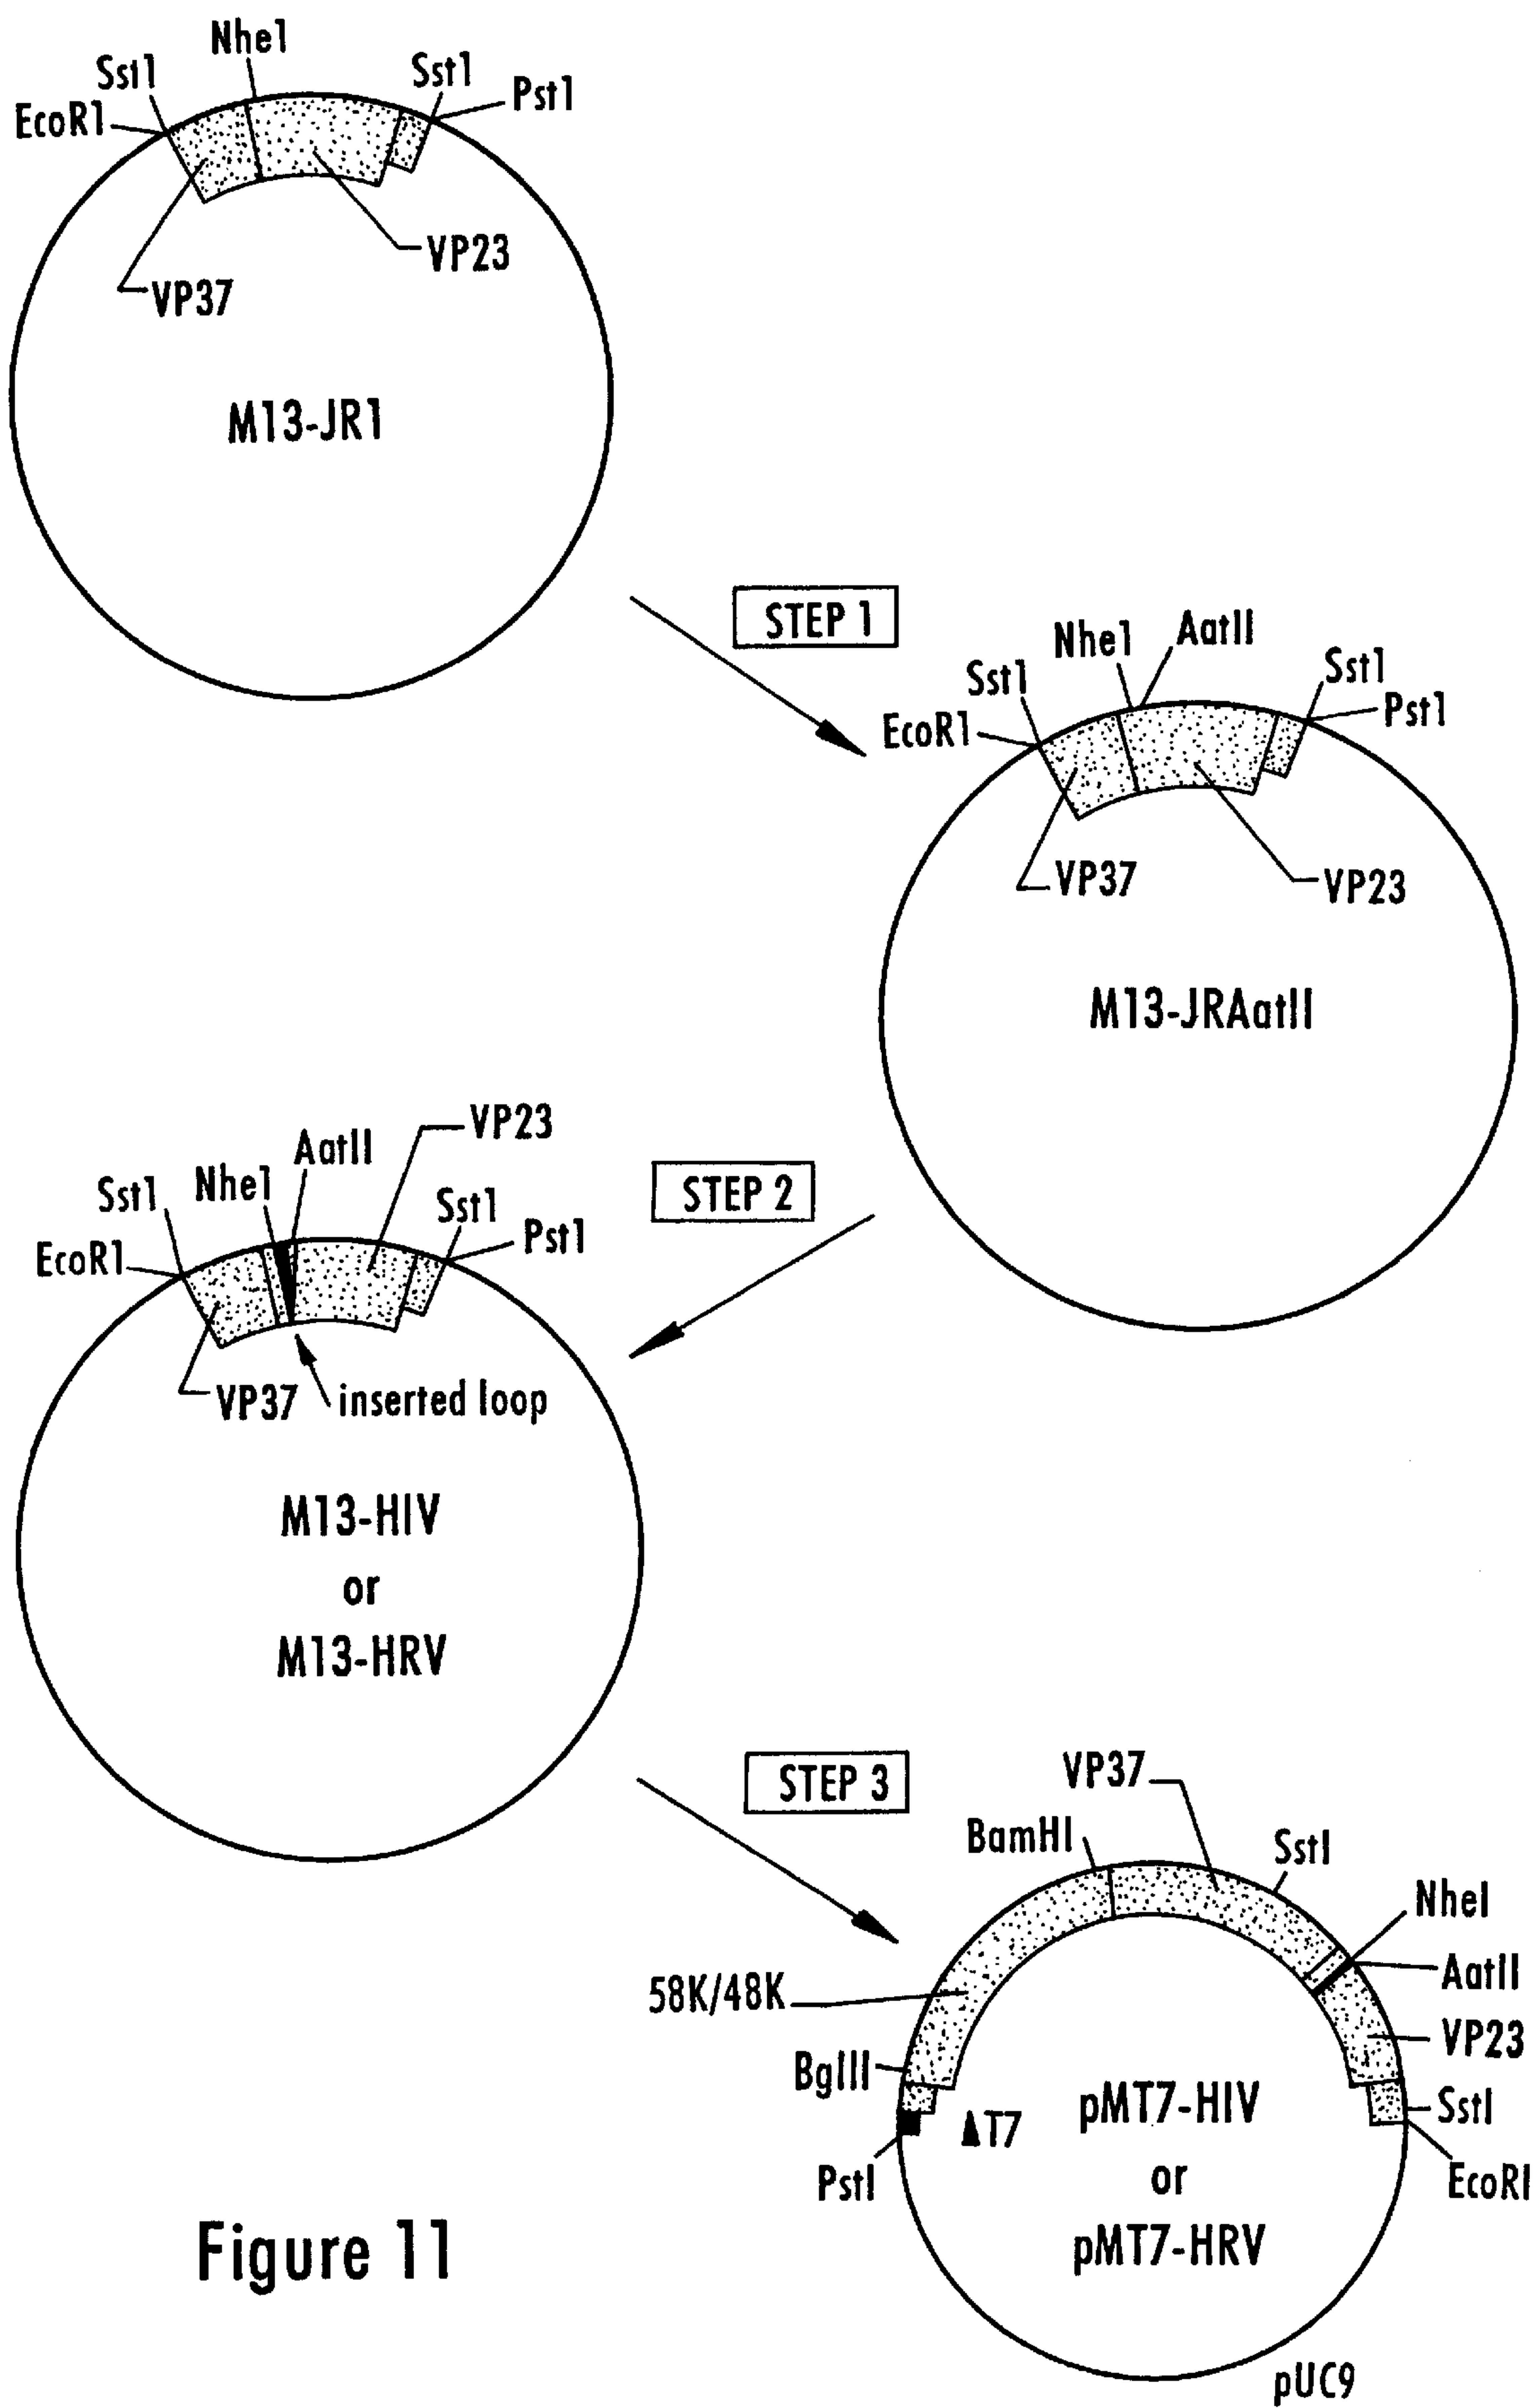 Nhe1
Sst1
Sst1
EcoR1
Pst1
VP23
VP37
M13-JR1
STEP 1
Nhe1
AatII
Sst1
Sst1
EcoR1
Pst1
VP37
VP23
M13-JRAatII
VP23
AatII
STEP 2
Nhe1
Sst1
Sst1
EcoR1
Pst1
VP37
inserted loop
M13-HIV
or
M13-HRV
STEP 3
VP37
BamHI
SstI
NheI
AatII
58K/48K
VP23
BglII
SstI
▲T7
pMT7-HIV
PstI
or
EcoRI
pMT7-HRV
Figure 11
pUC9